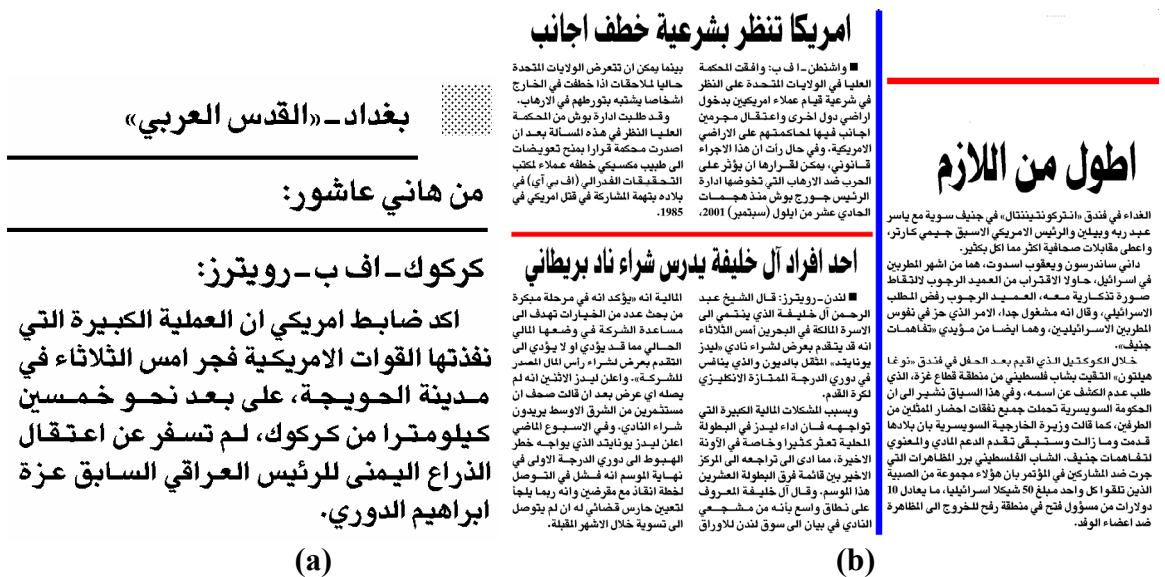 بغداد ـ «القدس العربي»
من هاني عاشور:
كركوك ـ اف ب ـ رويترز:
اكد ضابط امريكي ان العملية الكبيرة التي
نفذتها القوات الامريكية فجر امس الثلاثاء في
مدينة الحويجة، على بعد نحو خمسين
كيلومترا من كركوك، لم تسفر عن اعتقال
الذراع اليمنى للرئيس العراقي السابق عزة
ابراهيم الدوري.
(a)
اطول من اللازم
الغداء في فندق «انتركونتيننتال» في جنيف سوية مع ياسر
عبد ربه وبيلين والرئيس الامريكي الاسبق جيمي كارتر،
واعطى مقابلات صحافية اكثر مما اكل بكثير.
داني ساندرسون ويعقوب اسدوت، هما من اشهر المطربين
في اسرائيل، حاولا الاقتراب من العميد الرجوب لالتقاط
صورة تذكارية معه، العميد الرجوب رفض المطلب
الاسرائيلي، وقال انه مشغول جدا، الامر الذي حز في نفوس
المطربين الاسرائيليين، وهما ايضا من مؤيدي «تفاهمات
جنيف».
خلال الكوكتيل الذي اقيم بعد الحفل في فندق «نوغا
هيلتون» التقيت بشاب فلسطيني من منطقة قطاع غزة، الذي
طلب عدم الكشف عن اسمه، وفي هذا السياق نشير الى ان
الحكومة السويسرية تحملت جميع نفقات احضار الممثلين من
الطرفين، كما قالت وزيرة الخارجية السويسرية بان بلادها
قدمت وما زالت وستبقى تقدم الدعم المادي والمعنوي
لتفاهمات جنيف. الشاب الفلسطيني برر المظاهرات التي
جرت ضد المشاركين في المؤتمر بان هؤلاء مجموعة من الصبية
الذين تلقوا كل واحد مبلغ 50 شيكلا اسرائيليا، ما يعادل 10
دولارات من مسؤول فتح في منطقة رفح للخروج الى المظاهرة
ضد اعضاء الوفد.
امريكا تنظر بشرعية خطف اجانب
■ واشنطن ـ ا ف ب: وافقت المحكمة
العليا في الولايات المتحدة على النظر
في شرعية قيام عملاء امريكيين بدخول
اراضي دول اخرى واعتقال مجرمين
اجانب فيها لمحاكمتهم على الاراضي
الامريكية. وفي حال رأت ان هذا الاجراء
قانوني، يمكن لقرارها ان يؤثر على
الحرب ضد الارهاب التي تخوضها ادارة
الرئيس جورج بوش منذ هجمات
الحادي عشر من ايلول (سبتمبر) 2001،
بينما يمكن ان تتعرض الولايات المتحدة
حاليا لملاحقات اذا خطفت في الخارج
اشخاصا يشتبه بتورطهم في الارهاب.
وقد طلبت ادارة بوش من المحكمة
العليا النظر في هذه المسألة بعد ان
اصدرت محكمة قرارا بمنح تعويضات
الى طبيب مكسيكي خطفه عملاء لمكتب
التحقيقات الفدرالي (اف بي آي) في
بلاده بتهمة المشاركة في قتل امريكي في
1985.
احد افراد آل خليفة يدرس شراء ناد بريطاني
■ لندن ـ رويترز: قال الشيخ عبد
الرحمن آل خليفة الذي ينتمي الى
الاسرة المالكة في البحرين أمس الثلاثاء
انه قد يتقدم بعرض لشراء نادي «ليدز
يونايتد» المثقل بالديون والذي ينافس
في دوري الدرجة الممتازة الانكليزي
لكرة القدم.
وبسبب المشكلات المالية الكبيرة التي
تواجهه فان اداء ليدز في البطولة
المحلية تعثر كثيرا وخاصة في الآونة
الاخيرة، مما ادى الى تراجعه الى المركز
الاخير بين قائمة فرق البطولة العشرين
هذا الموسم. وقال آل خليفة المعروف
على نطاق واسع بأنه من مشجعي
النادي في بيان الى سوق لندن للاوراق
المالية انه «يؤكد انه في مرحلة مبكرة
من بحث عدد من الخيارات تهدف الى
مساعدة الشركة في وضعها المالي
الحالي مما قد يؤدي او لا يؤدي الى
التقدم بعرض لشراء رأس المال المصدر
للشركة». واعلن ليدز الاثنين انه لم
يصله اي عرض بعد ان قالت صحف ان
مستثمرين من الشرق الاوسط يريدون
شراء النادي. وفي الاسبوع الماضي
اعلن ليدز يونايتد الذي يواجه خطر
الهبوط الى دوري الدرجة الاولى في
نهاية الموسم انه فشل في التوصل
لخطة انقاذ مع مقرضين وانه ربما يلجأ
لتعيين حارس قضائي له ان لم يتوصل
الى تسوية خلال الاشهر المقبلة.
(b)